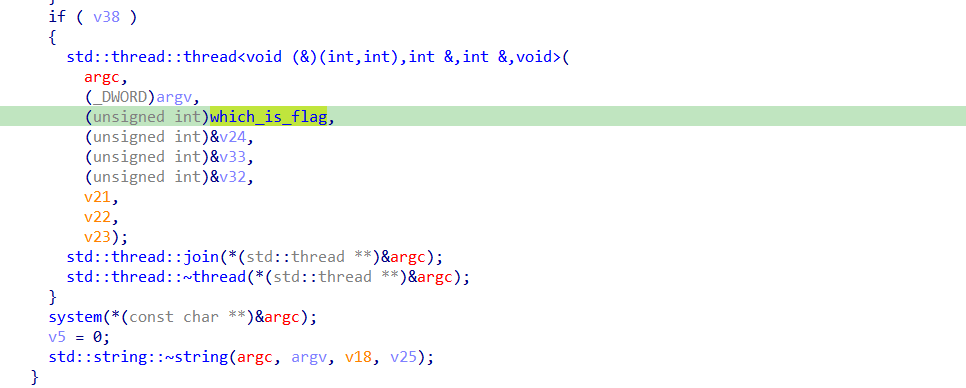 }
if ( v38 )
{
std::thread::thread<void (&)(int,int),int &,int &,void>(
argc,
(_DWORD)argv,
(unsigned int)which_is_flag,
(unsigned int)&v24,
(unsigned int)&v33,
(unsigned int)&v32,
v21,
v22,
v23);
std::thread::join(*(std::thread **)&argc);
std::thread::~thread(*(std::thread **)&argc);
}
system(*(const char **)&argc);
v5 = 0;
std::string::~string(argc, argv, v18, v25);
}